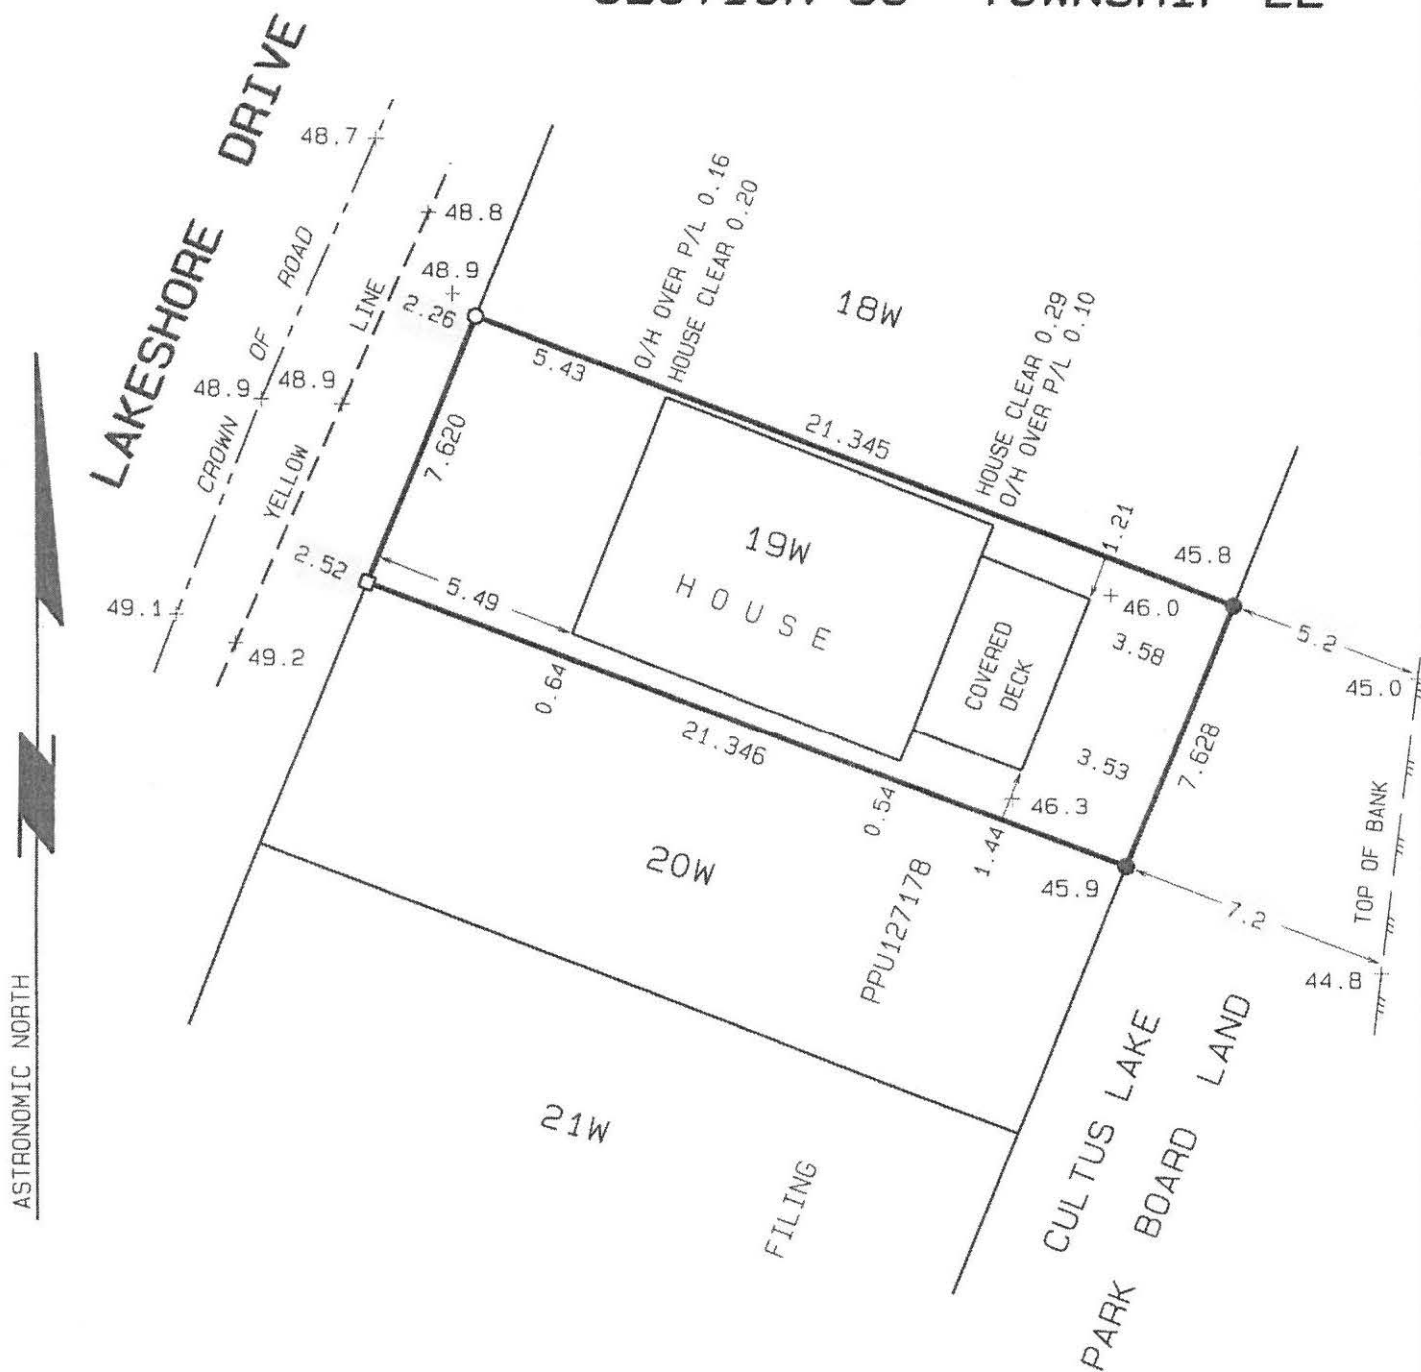 LAKESHORE DRIVE
48.7
CROWN OF ROAD
48.8
YELLOW LINE
48.9
2.26
48.9
48.9
49.1
49.2
2.52
7.620
5.43
O/H OVER P/L 0.16
HOUSE CLEAR 0.20
18W
21.345
HOUSE CLEAR 0.29
O/H OVER P/L 0.10
5.49
19W
HOUSE
1.21
45.8
46.0
3.58
COVERED
DECK
0.64
21.346
5.2
45.0
7.628
3.53
46.3
0.54
1.44
45.9
TOP OF BANK
7.2
44.8
20W
PPU127178
21W
FILING
CULTUS LAKE
PARK BOARD LAND
ASTRONOMIC NORTH